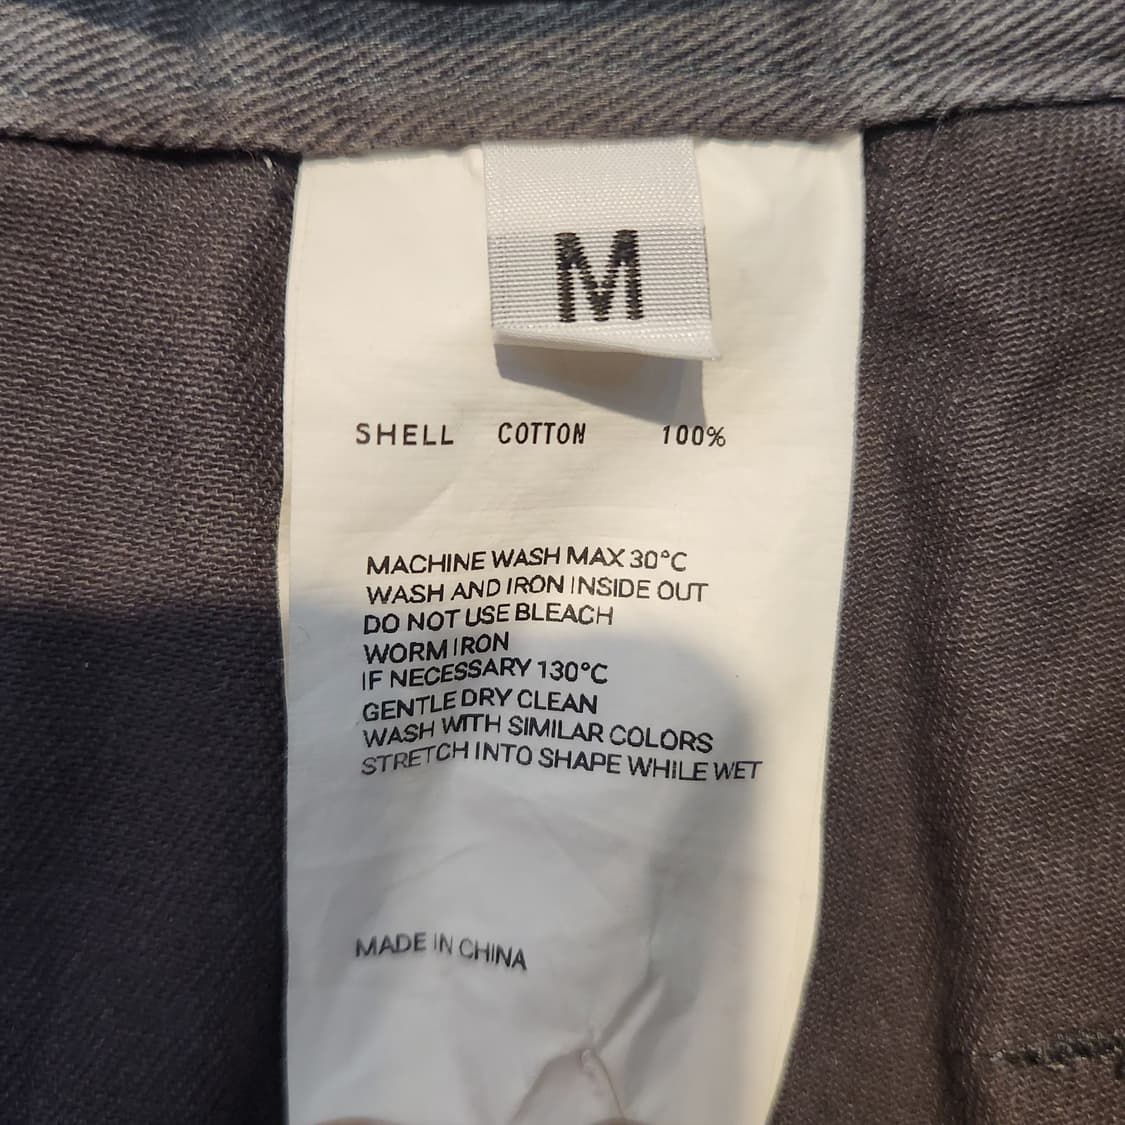 M
SHELL COTTON 100%
MACHINE WASH MAX 30°C
WASH AND IRON INSIDE OUT
DO NOT USE BLEACH
WORM IRON
IF NECESSARY 130°C
GENTLE DRY CLEAN
WASH WITH SIMILAR COLORS
STRETCH INTO SHAPE WHILE WET
MADE IN CHINA